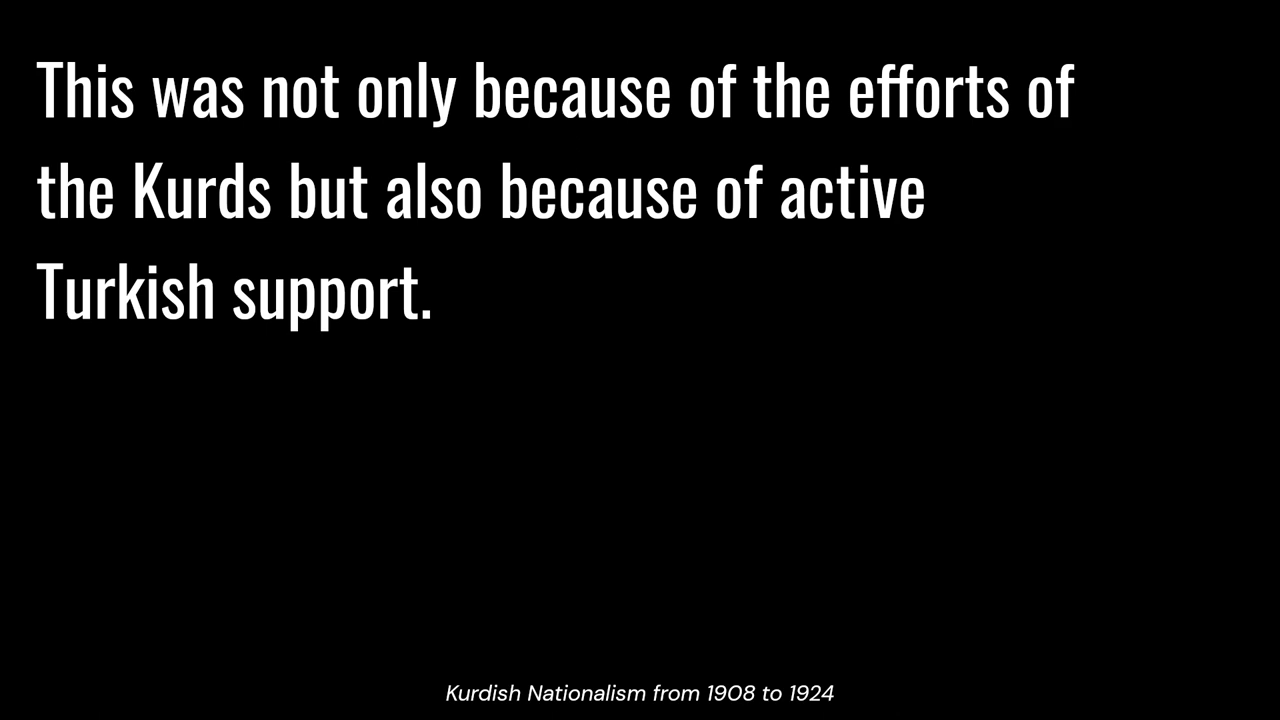 This was not only because of the efforts of
the Kurds but also because of active
Turkish support.
Kurdish Nationalism from 1908 to 1924